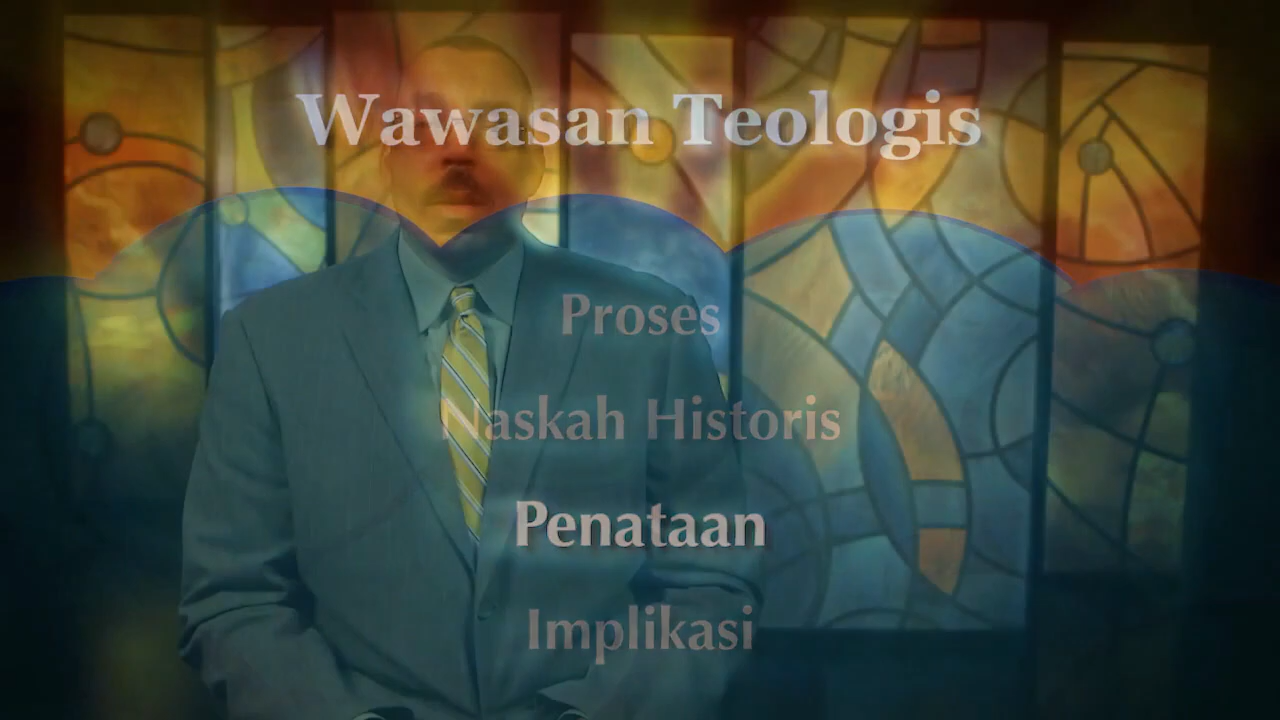 Wawasan Teologis
Proses
Naskah Historis
Penataan
Implikasi